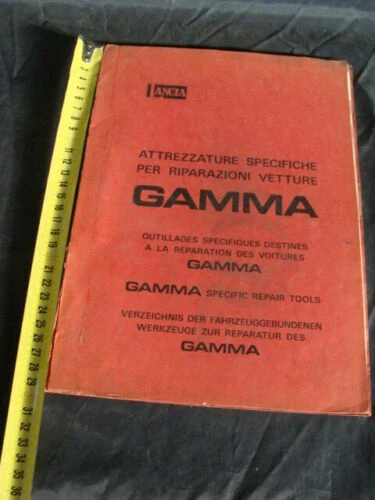 LANCIA
ATTREZZATURE SPECIFICHE
PER RIPARAZIONI VETTURE
GAMMA
OUTILLAGES SPECIFIQUES DESTINES
A LA REPARATION DES VOITURES
GAMMA
GAMMA SPECIFIC REPAIR TOOLS
VERZEICHNIS DER FAHRZEUGGEBUNDENEN
WERKZEUGE ZUR REPARATUR DES
GAMMA